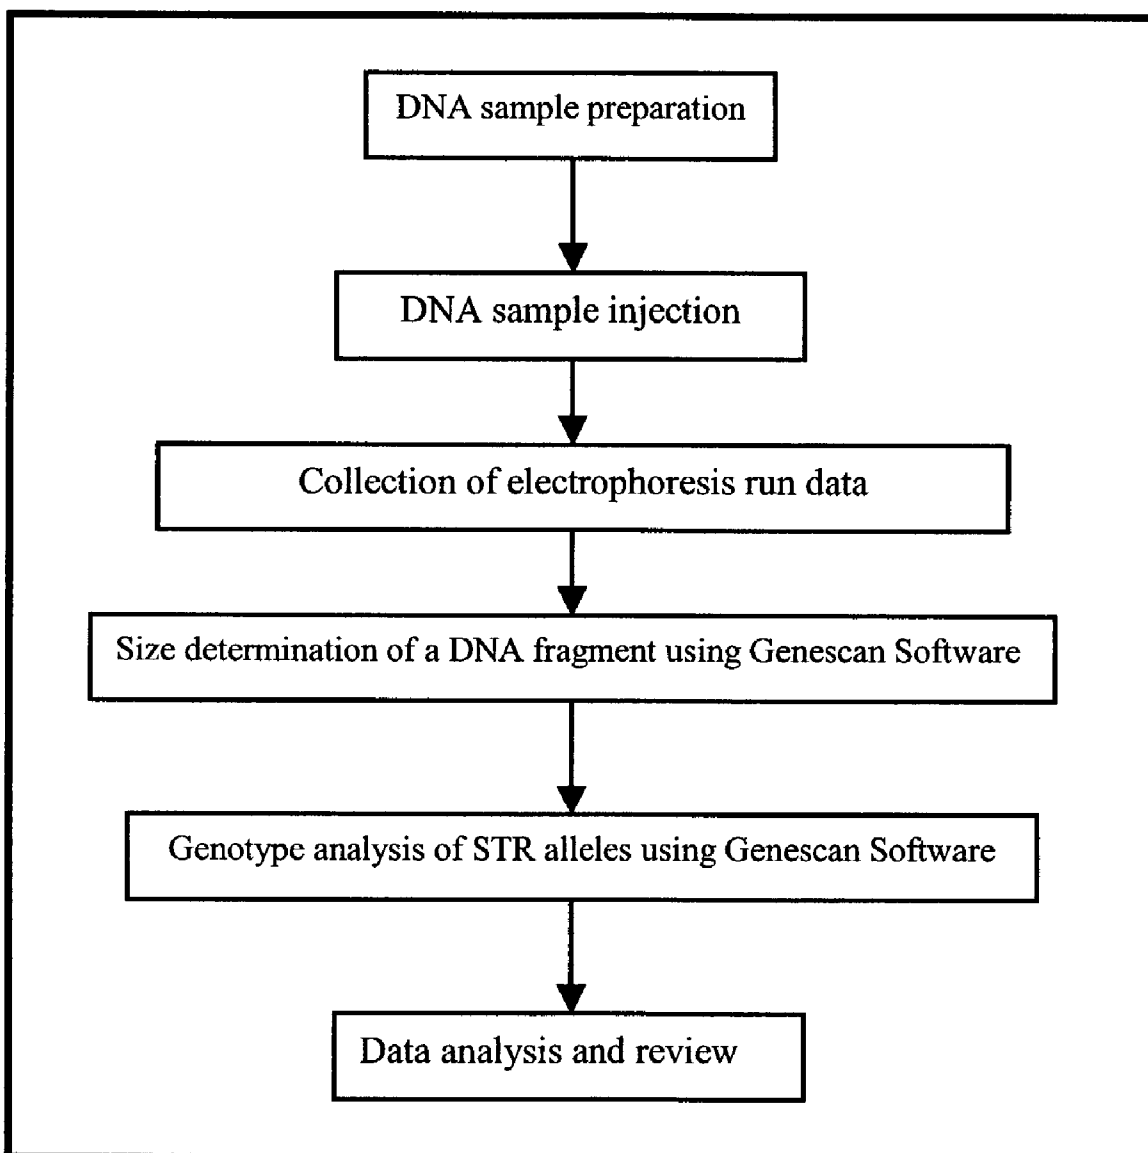 DNA sample preparation
DNA sample injection
Collection of electrophoresis run data
Size determination of a DNA fragment using Genescan Software
Genotype analysis of STR alleles using Genescan Software
Data analysis and review